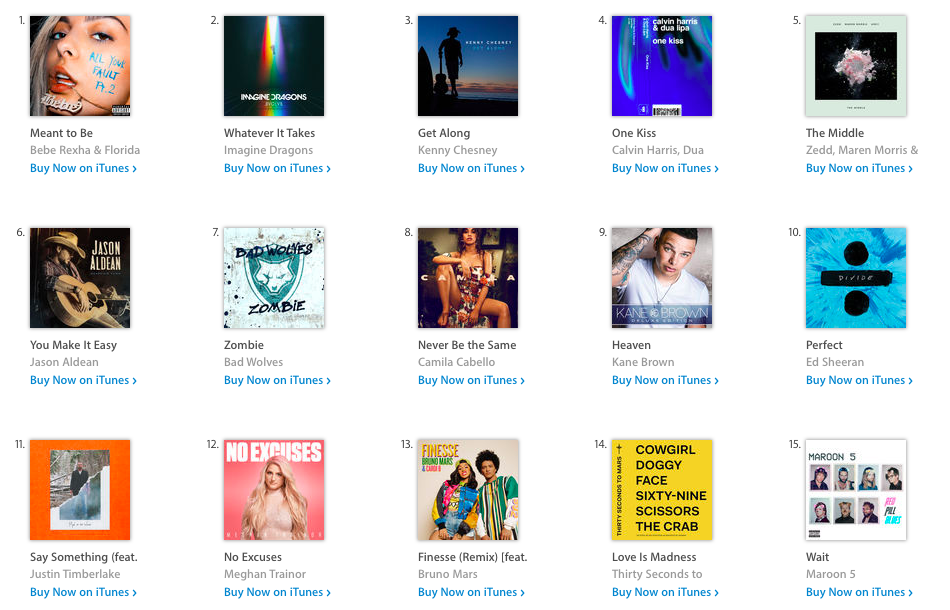 1.
ALL YOUR
FAULT
Pt.2
Meant to Be
Bebe Rexha & Florida
Buy Now on iTunes ›
2.
IMAGINE DRAGONS
EVOLVE
Whatever It Takes
Imagine Dragons
Buy Now on iTunes ›
3.
KENNY CHESNEY
GET ALONG
Get Along
Kenny Chesney
Buy Now on iTunes ›
4.
calvin harris
& dua lipa
one kiss
One Kiss
One Kiss
Calvin Harris, Dua
Buy Now on iTunes ›
5.
ZEDD, MAREN MORRIS, GREY
THE MIDDLE
The Middle
Zedd, Maren Morris &
Buy Now on iTunes ›
6.
JASON
ALDEAN
You Make It Easy
Jason Aldean
Buy Now on iTunes ›
7.
BAD WOLVES
ZOMBIE
Zombie
Bad Wolves
Buy Now on iTunes ›
8.
CAMILA
Never Be the Same
Camila Cabello
Buy Now on iTunes ›
9.
KANE BROWN
DELUXE EDITION
Heaven
Kane Brown
Buy Now on iTunes ›
10.
DIVIDE
Perfect
Ed Sheeran
Buy Now on iTunes ›
11.
Say Something (feat.
Justin Timberlake
Buy Now on iTunes ›
12.
NO EXCUSES
MEGHAN TRAINOR
No Excuses
Meghan Trainor
Buy Now on iTunes ›
13.
FINESSE
BRUNO MARS
& CARDI B
Finesse (Remix) [feat.
Bruno Mars
Buy Now on iTunes ›
14.
THIRTY SECONDS TO MARS
COWGIRL
DOGGY
FACE
SIXTY-NINE
SCISSORS
THE CRAB
Love Is Madness
Thirty Seconds to
Buy Now on iTunes ›
15.
MAROON 5
RED
PILL
BLUES
Wait
Maroon 5
Buy Now on iTunes ›